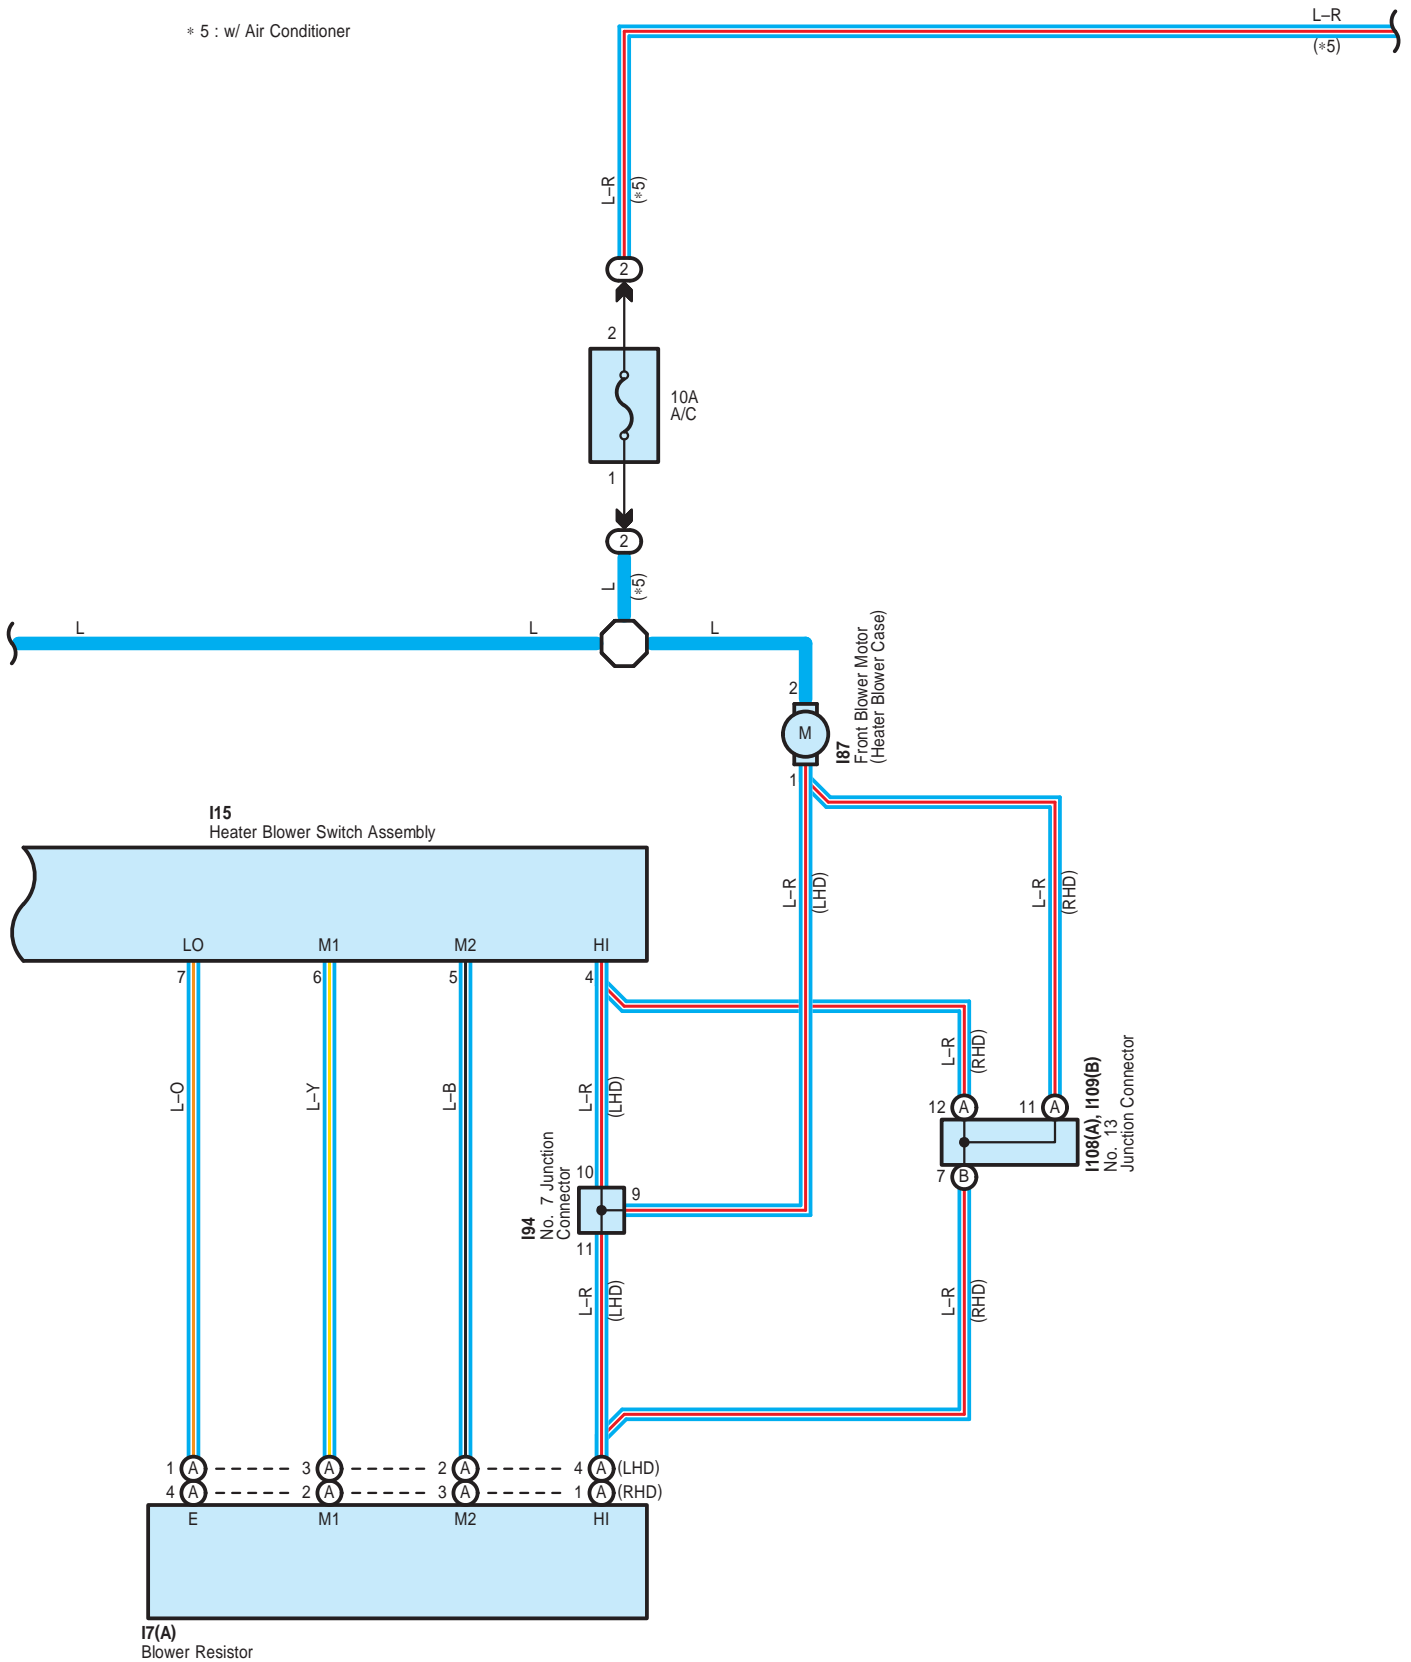 ∗ 5 : w/ Air Conditioner
L–R
(∗5)
L–R
(∗5)
2
2
10A
A/C
1
2
L
(∗5)
L
L
L
2
M
I87
Front Blower Motor
(Heater Blower Case)
1
I15
Heater Blower Switch Assembly
LO
M1
M2
HI
7
6
5
4
L–R
(LHD)
L–R
(RHD)
L–O
L–Y
L–B
L–R
(LHD)
L–R
(RHD)
12
A
11
A
I108(A), I109(B)
No. 13
Junction Connector
7
B
I94
No. 7 Junction
Connector
10
9
11
L–R
(LHD)
L–R
(RHD)
1 A
3 A
2 A
4 A (LHD)
4 A
2 A
3 A
1 A (RHD)
E
M1
M2
HI
I7(A)
Blower Resistor